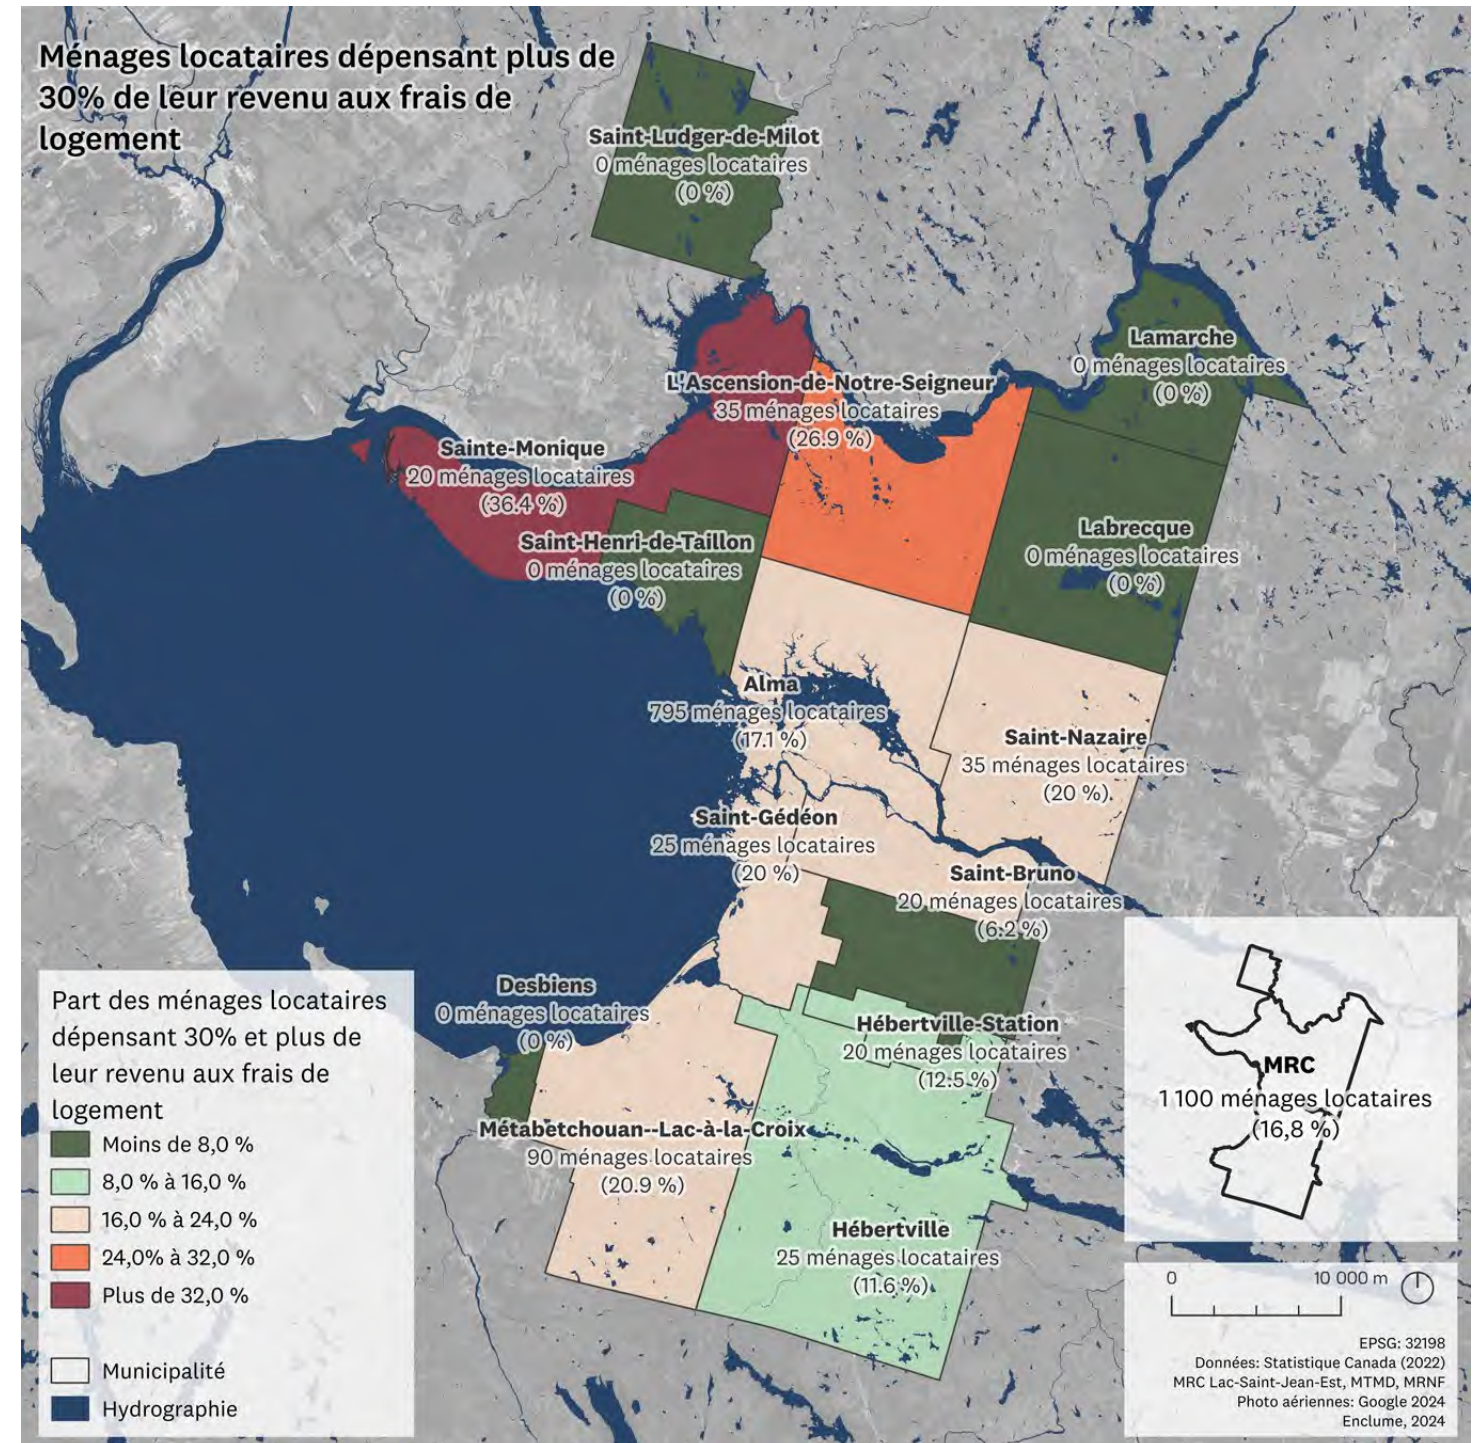 Ménages locataires dépensant plus de
30% de leur revenu aux frais de
logement
Saint-Ludger-de-Milot
0 ménages locataires
(0 %)
Lamarche
0 ménages locataires
(0 %)
L'Ascension-de-Notre-Seigneur
35 ménages locataires
(26.9 %)
Sainte-Monique
20 ménages locataires
(36.4 %)
Labrecque
0 ménages locataires
(0 %)
Saint-Henri-de-Taillon
0 ménages locataires
(0 %)
Alma
795 ménages locataires
(17.1 %)
Saint-Nazaire
35 ménages locataires
(20 %)
Saint-Gédéon
25 ménages locataires
(20 %)
Saint-Bruno
20 ménages locataires
(6.2 %)
Desbiens
0 ménages locataires
(0 %)
Hébertville-Station
20 ménages locataires
(12.5 %)
Métabetchouan--Lac-à-la-Croix
90 ménages locataires
(20.9 %)
Hébertville
25 ménages locataires
(11.6 %)
Part des ménages locataires
dépensant 30% et plus de
leur revenu aux frais de
logement
Moins de 8,0 %
8,0 % à 16,0 %
16,0 % à 24,0 %
24,0% à 32,0 %
Plus de 32,0 %
Municipalité
Hydrographie
MRC
1 100 ménages locataires
(16,8 %)
0 10 000 m
EPSG: 32198
Données: Statistique Canada (2022)
MRC Lac-Saint-Jean-Est, MTMD, MRNF
Photo aériennes: Google 2024
Enclume, 2024